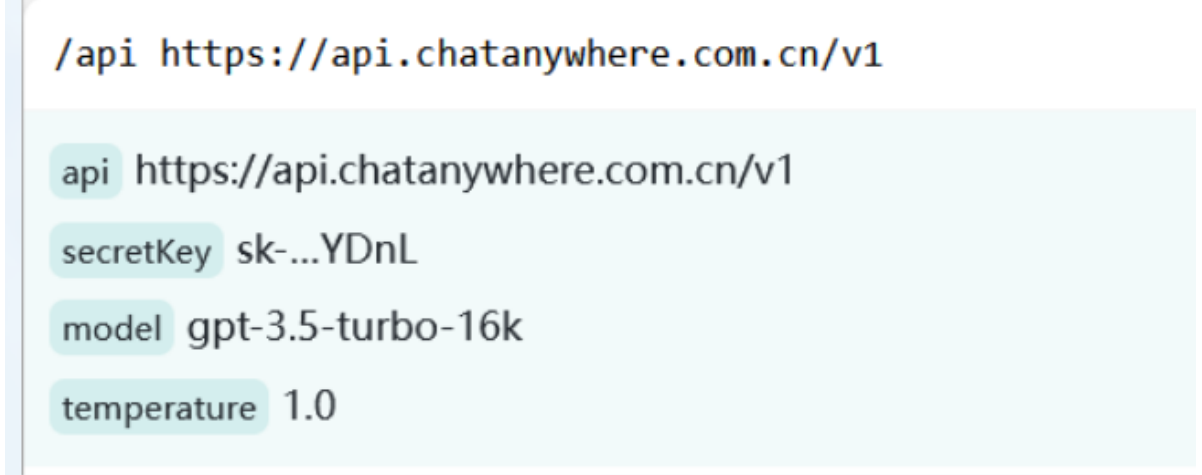 /api https://api.chatanywhere.com.cn/v1
api https://api.chatanywhere.com.cn/v1
secretKey sk-...YDnL
model gpt-3.5-turbo-16k
temperature 1.0